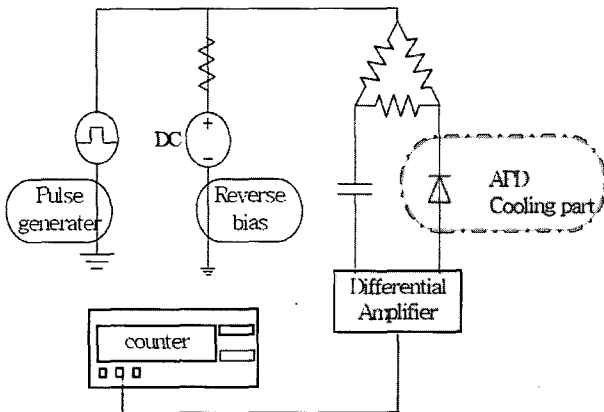 DC
+
−
Pulse
generater
Reverse
bias
APD
Cooling part
Differential
Amplifier
counter